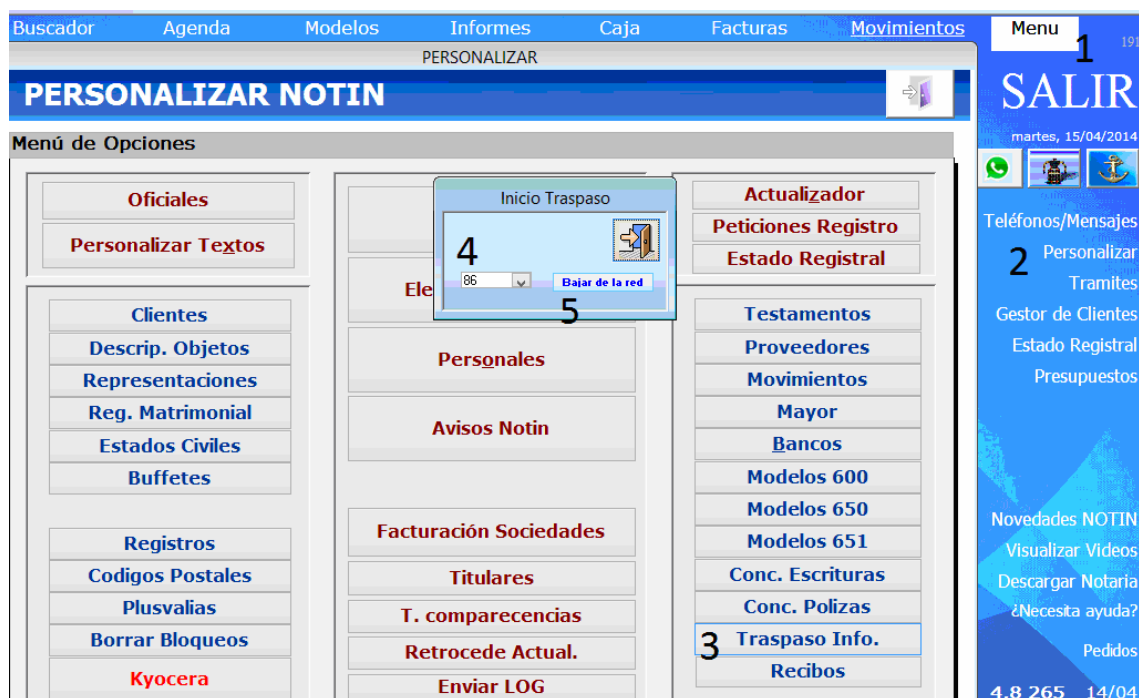 Buscador Agenda Modelos Informes Caja Facturas Movimientos Menu
1
191
PERSONALIZAR
PERSONALIZAR NOTIN
SALIR
martes, 15/04/2014
Menú de Opciones
Oficiales
Personalizar Textos
Clientes
Descrip. Objetos
Representaciones
Reg. Matrimonial
Estados Civiles
Buffetes
Registros
Codigos Postales
Plusvalias
Borrar Bloqueos
Kyocera
Inicio Traspaso
4
86
Bajar de la red
5
Ele
Personales
Avisos Notin
Facturación Sociedades
Titulares
T. comparecencias
Retrocede Actual.
Enviar LOG
Actualizador
Peticiones Registro
Estado Registral
Testamentos
Proveedores
Movimientos
Mayor
Bancos
Modelos 600
Modelos 650
Modelos 651
Conc. Escrituras
Conc. Polizas
3 Traspaso Info.
Recibos
Teléfonos/Mensajes
2 Personalizar
Tramites
Gestor de Clientes
Estado Registral
Presupuestos
Novedades NOTIN
Visualizar Videos
Descargar Notaria
¿Necesita ayuda?
Pedidos
4.8 265 14/04